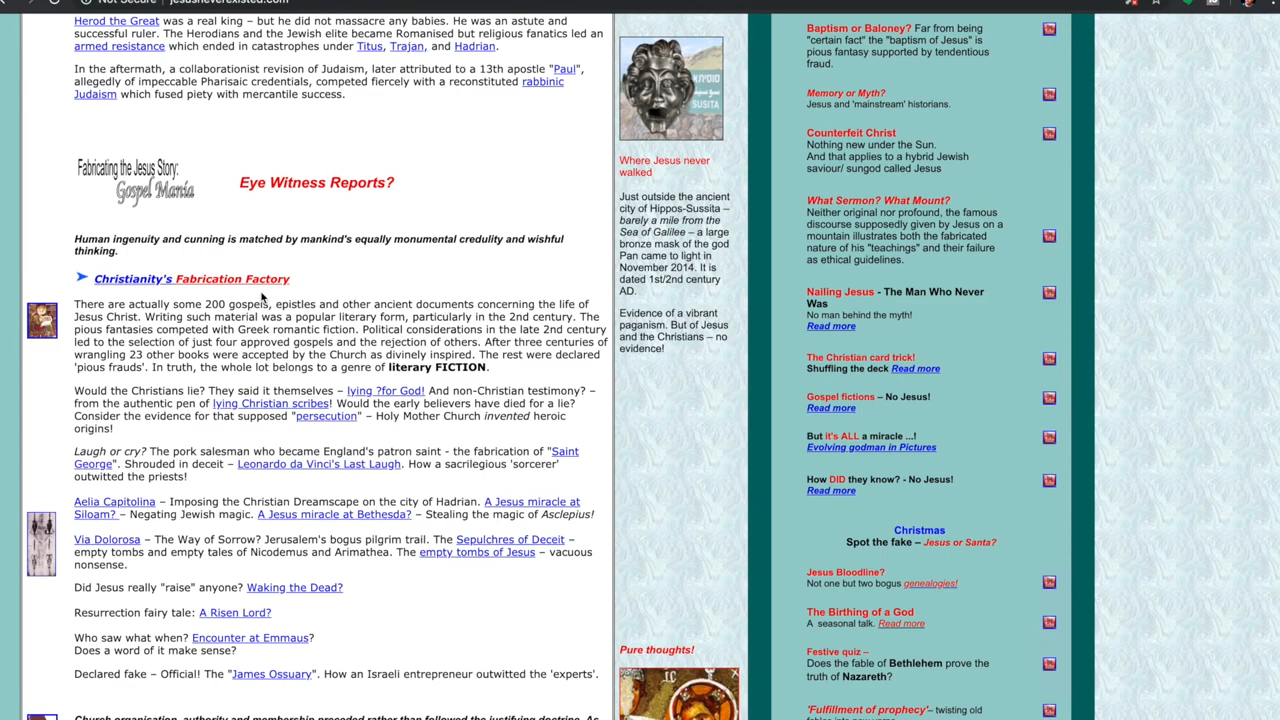 Not Secure | jesusneverexisted.com
Herod the Great was a real king – but he did not massacre any babies. He was an astute and
successful ruler. The Herodians and the Jewish elite became Romanised but religious fanatics led an
armed resistance which ended in catastrophes under Titus, Trajan, and Hadrian.
In the aftermath, a collaborationist revision of Judaism, later attributed to a 13th apostle "Paul",
allegedly of impeccable Pharisaic credentials, competed fiercely with a reconstituted rabbinic
Judaism which fused piety with mercantile success.
Fabricating the Jesus Story:
Gospel Mania
Eye Witness Reports?
Human ingenuity and cunning is matched by mankind's equally monumental credulity and wishful
thinking.
Christianity's Fabrication Factory
There are actually some 200 gospels, epistles and other ancient documents concerning the life of
Jesus Christ. Writing such material was a popular literary form, particularly in the 2nd century. The
pious fantasies competed with Greek romantic fiction. Political considerations in the late 2nd century
led to the selection of just four approved gospels and the rejection of others. After three centuries of
wrangling 23 other books were accepted by the Church as divinely inspired. The rest were declared
'pious frauds'. In truth, the whole lot belongs to a genre of literary FICTION.
Would the Christians lie? They said it themselves – lying ?for God! And non-Christian testimony? –
from the authentic pen of lying Christian scribes! Would the early believers have died for a lie?
Consider the evidence for that supposed "persecution" – Holy Mother Church invented heroic
origins!
Laugh or cry? The pork salesman who became England's patron saint - the fabrication of "Saint
George". Shrouded in deceit – Leonardo da Vinci's Last Laugh. How a sacrilegious 'sorcerer'
outwitted the priests!
Aelia Capitolina – Imposing the Christian Dreamscape on the city of Hadrian. A Jesus miracle at
Siloam? – Negating Jewish magic. A Jesus miracle at Bethesda? – Stealing the magic of Asclepius!
Via Dolorosa – The Way of Sorrow? Jerusalem's bogus pilgrim trail. The Sepulchres of Deceit –
empty tombs and empty tales of Nicodemus and Arimathea. The empty tombs of Jesus – vacuous
nonsense.
Did Jesus really "raise" anyone? Waking the Dead?
Resurrection fairy tale: A Risen Lord?
Who saw what when? Encounter at Emmaus?
Does a word of it make sense?
Declared fake – Official! The "James Ossuary". How an Israeli entrepreneur outwitted the 'experts'.
Church organisation, authority and membership preceded rather than followed the justifying doctrine. As
סוסיתא
SUSITA
Where Jesus never
walked
Just outside the ancient
city of Hippos-Sussita –
barely a mile from the
Sea of Galilee – a large
bronze mask of the god
Pan came to light in
November 2014. It is
dated 1st/2nd century
AD.
Evidence of a vibrant
paganism. But of Jesus
and the Christians – no
evidence!
Pure thoughts!
Baptism or Baloney? Far from being
"certain fact" the "baptism of Jesus" is
pious fantasy supported by tendentious
fraud.
Memory or Myth?
Jesus and 'mainstream' historians.
Counterfeit Christ
Nothing new under the Sun.
And that applies to a hybrid Jewish
saviour/ sungod called Jesus
What Sermon? What Mount?
Neither original nor profound, the famous
discourse supposedly given by Jesus on a
mountain illustrates both the fabricated
nature of his "teachings" and their failure
as ethical guidelines.
Nailing Jesus - The Man Who Never
Was
No man behind the myth!
Read more
The Christian card trick!
Shuffling the deck Read more
Gospel fictions – No Jesus!
Read more
But it's ALL a miracle ...!
Evolving godman in Pictures
How DID they know? - No Jesus!
Read more
Christmas
Spot the fake – Jesus or Santa?
Jesus Bloodline?
Not one but two bogus genealogies!
The Birthing of a God
A seasonal talk. Read more
Festive quiz –
Does the fable of Bethlehem prove the
truth of Nazareth?
'Fulfillment of prophecy'– twisting old